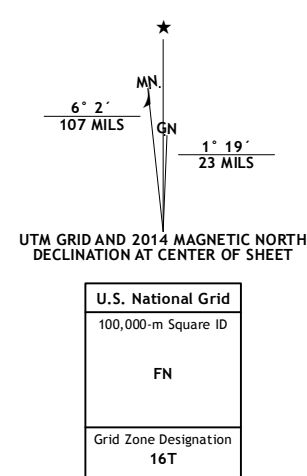 MN.
GN
6° 2´
107 MILS
1° 19´
23 MILS
UTM GRID AND 2014 MAGNETIC NORTH
DECLINATION AT CENTER OF SHEET
U.S. National Grid
100,000-m Square ID
FN
Grid Zone Designation
16T